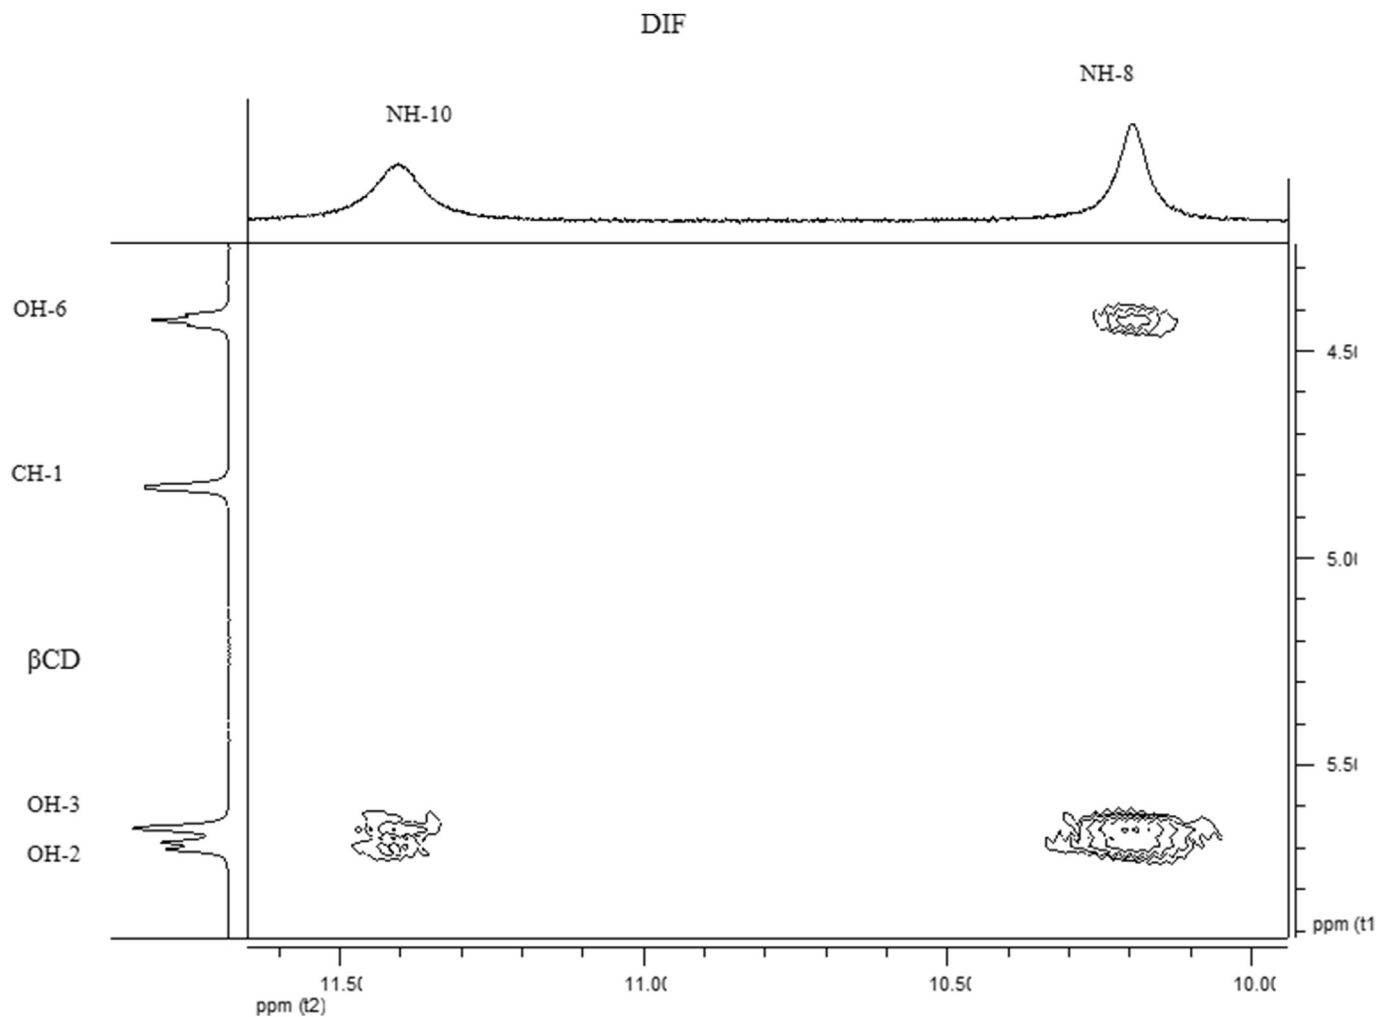 DIF
NH-8
NH-10
OH-6
4.5(
CH-1
5.0(
βCD
5.5(
OH-3
OH-2
ppm (t1
11.5(
11.0(
10.5(
10.0(
ppm (t2)